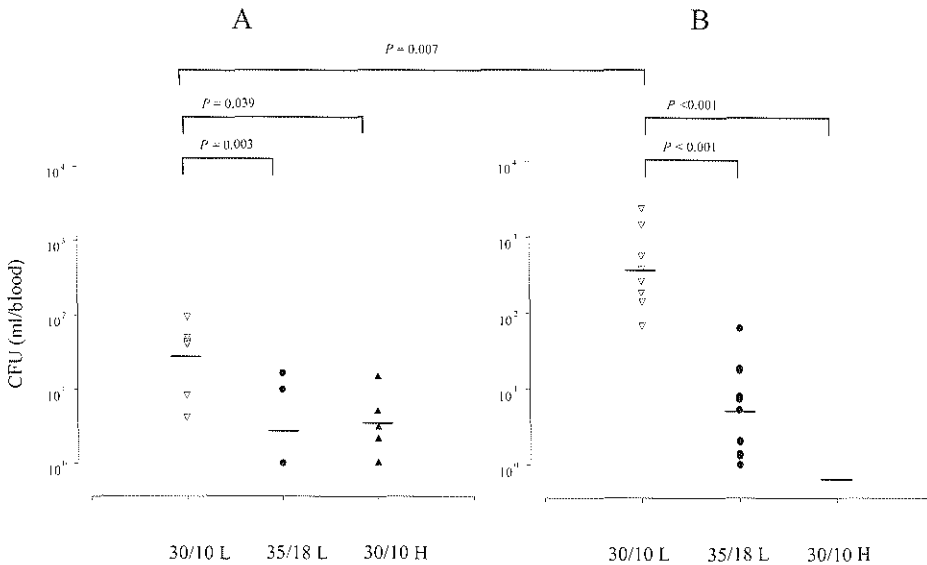 A B
P = 0.007
P = 0.039
P <0.001
P = 0.003
P < 0.001
CFU (ml/blood)
10⁴
10³
10²
10¹
10⁰
10⁴
10³
10²
10¹
10⁰
30/10 L 35/18 L 30/10 H
30/10 L 35/18 L 30/10 H